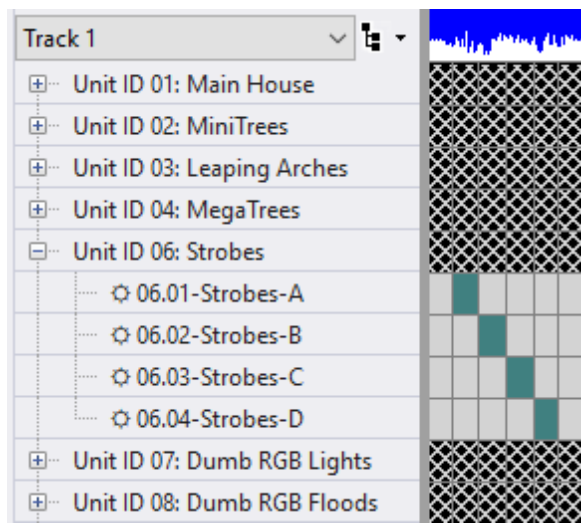 Track 1
Unit ID 01: Main House
Unit ID 02: MiniTrees
Unit ID 03: Leaping Arches
Unit ID 04: MegaTrees
Unit ID 06: Strobes
06.01-Strobes-A
06.02-Strobes-B
06.03-Strobes-C
06.04-Strobes-D
Unit ID 07: Dumb RGB Lights
Unit ID 08: Dumb RGB Floods